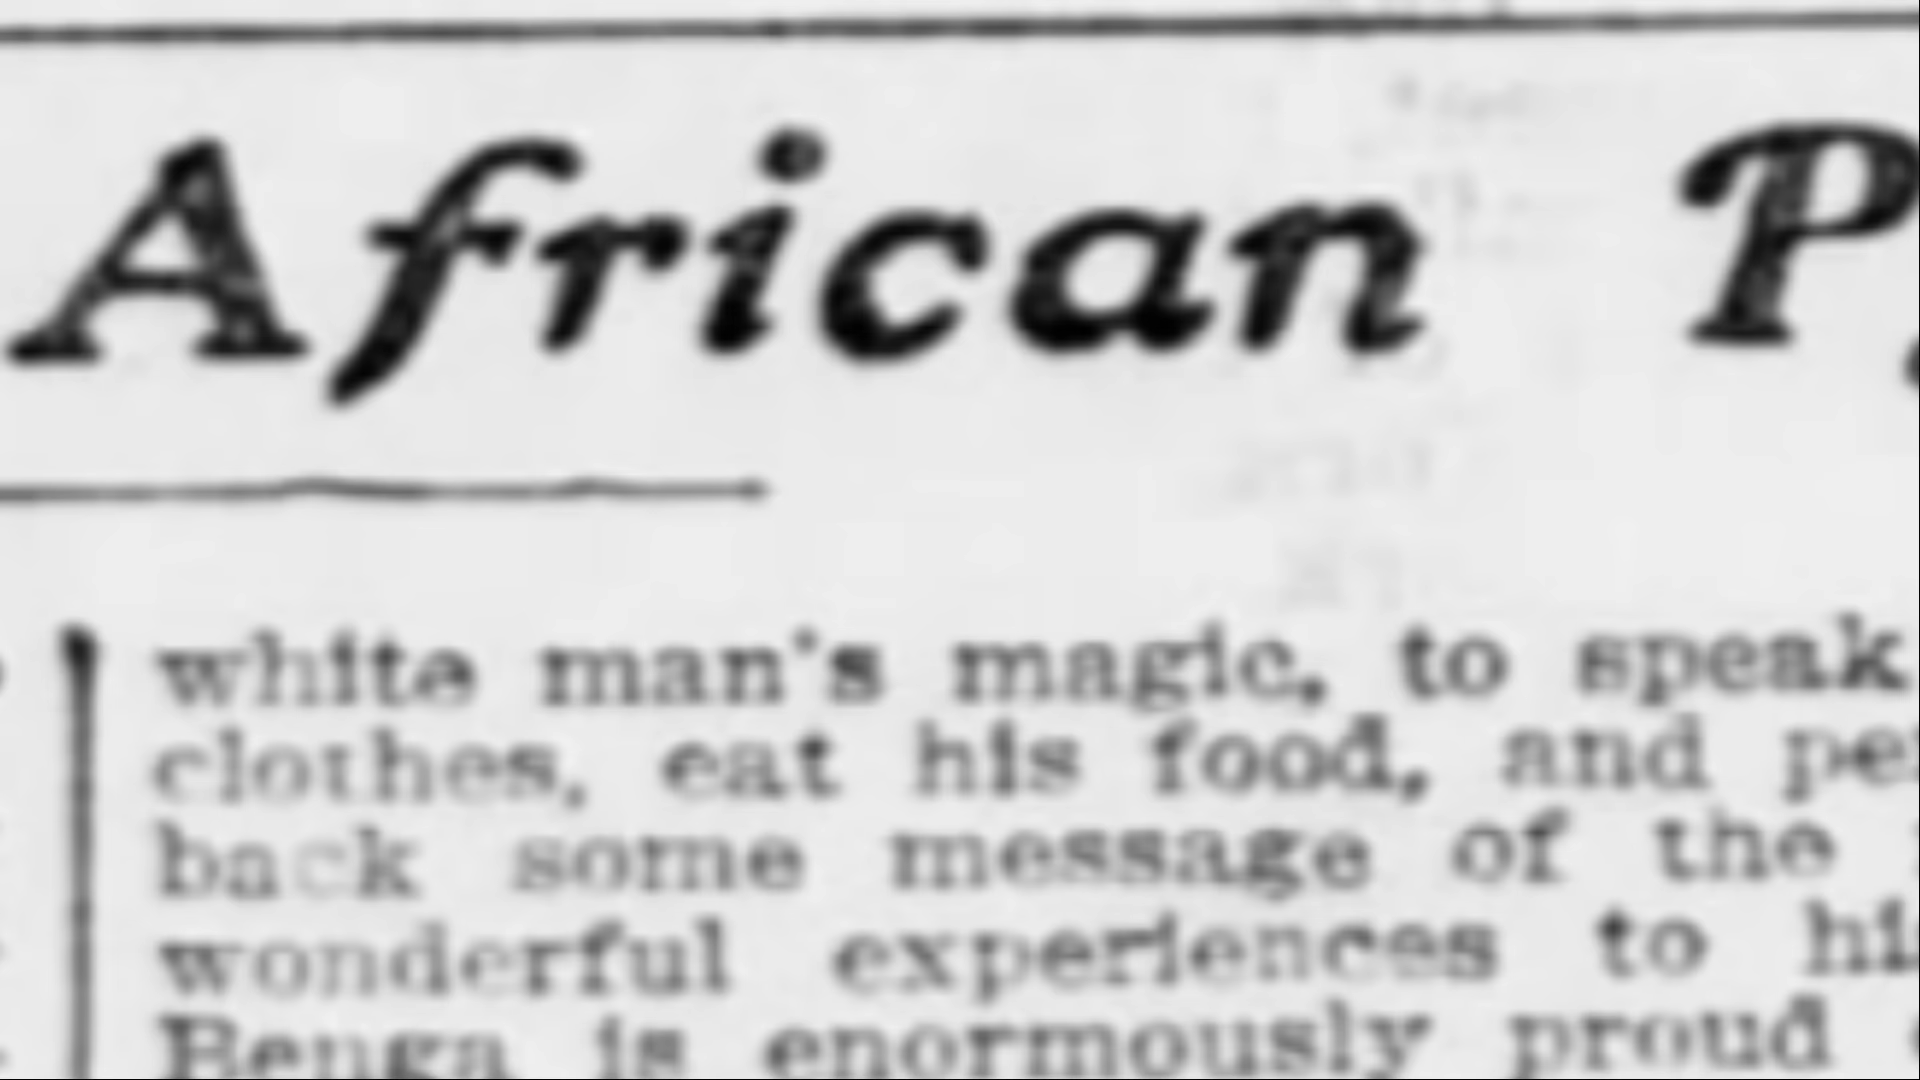 African
white man's magic, to speak
clothes, eat his food, and
back some message of the
wonderful experiences to
Benga is enormously proud